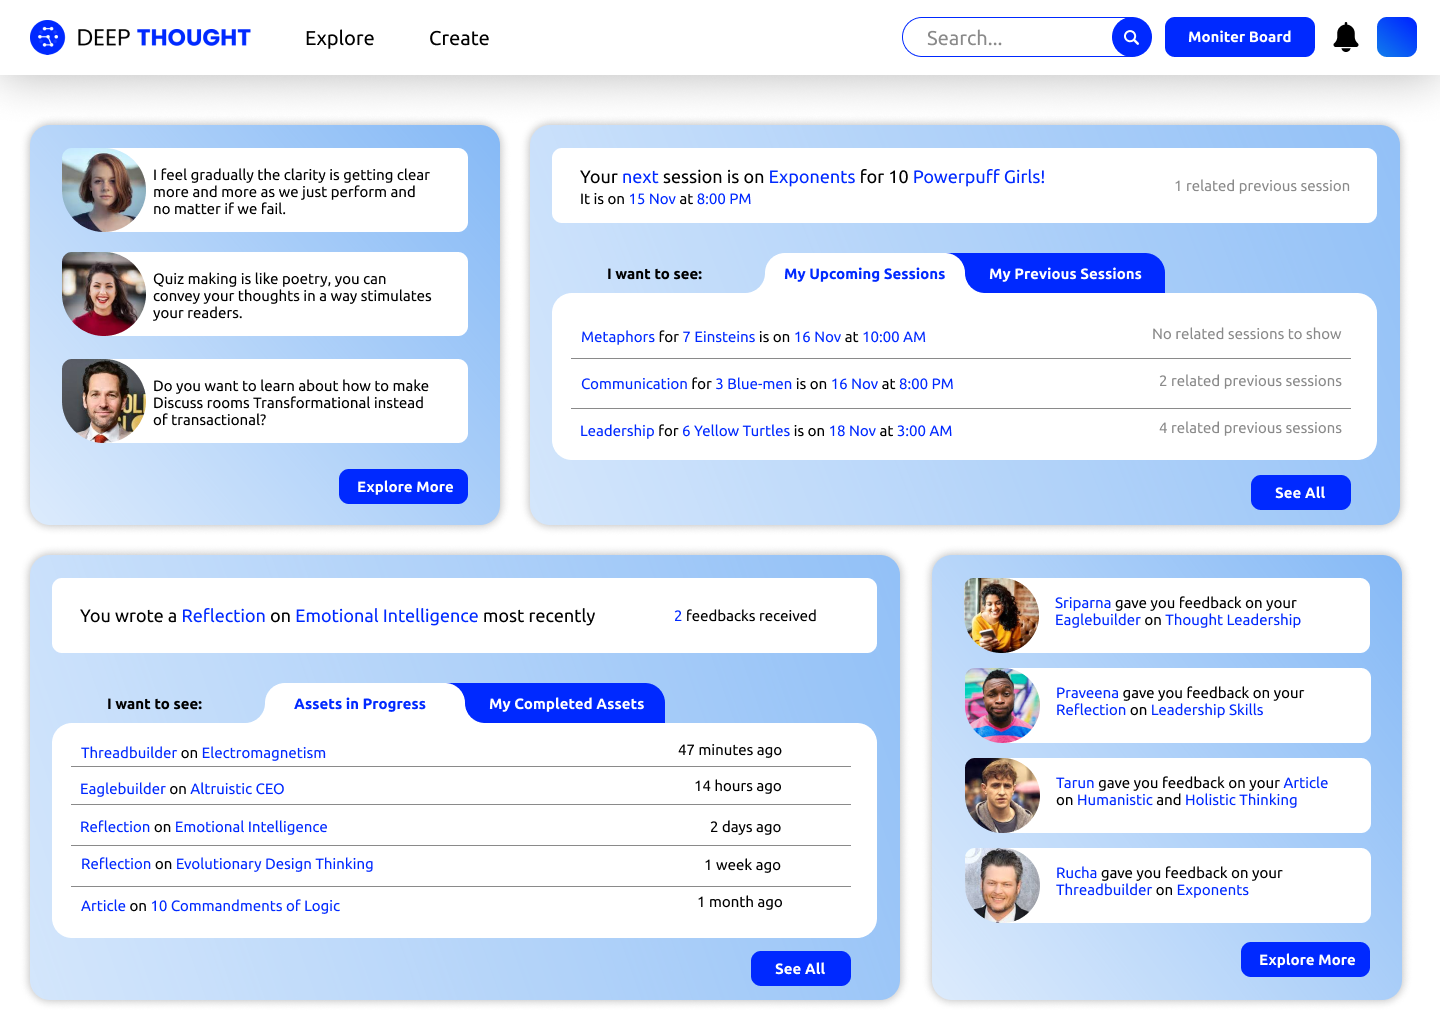 DEEP THOUGHT
Explore
Create
Search...
Moniter Board
I feel gradually the clarity is getting clear
more and more as we just perform and
no matter if we fail.
Quiz making is like poetry, you can
convey your thoughts in a way stimulates
your readers.
Do you want to learn about how to make
Discuss rooms Transformational instead
of transactional?
Explore More
Your next session is on Exponents for 10 Powerpuff Girls!
It is on 15 Nov at 8:00 PM
1 related previous session
I want to see:
My Upcoming Sessions
My Previous Sessions
Metaphors for 7 Einsteins is on 16 Nov at 10:00 AM
No related sessions to show
Communication for 3 Blue-men is on 16 Nov at 8:00 PM
2 related previous sessions
Leadership for 6 Yellow Turtles is on 18 Nov at 3:00 AM
4 related previous sessions
See All
You wrote a Reflection on Emotional Intelligence most recently
2 feedbacks received
I want to see:
Assets in Progress
My Completed Assets
Threadbuilder on Electromagnetism
47 minutes ago
Eaglebuilder on Altruistic CEO
14 hours ago
Reflection on Emotional Intelligence
2 days ago
Reflection on Evolutionary Design Thinking
1 week ago
Article on 10 Commandments of Logic
1 month ago
See All
Sriparna gave you feedback on your
Eaglebuilder on Thought Leadership
Praveena gave you feedback on your
Reflection on Leadership Skills
Tarun gave you feedback on your Article
on Humanistic and Holistic Thinking
Rucha gave you feedback on your
Threadbuilder on Exponents
Explore More